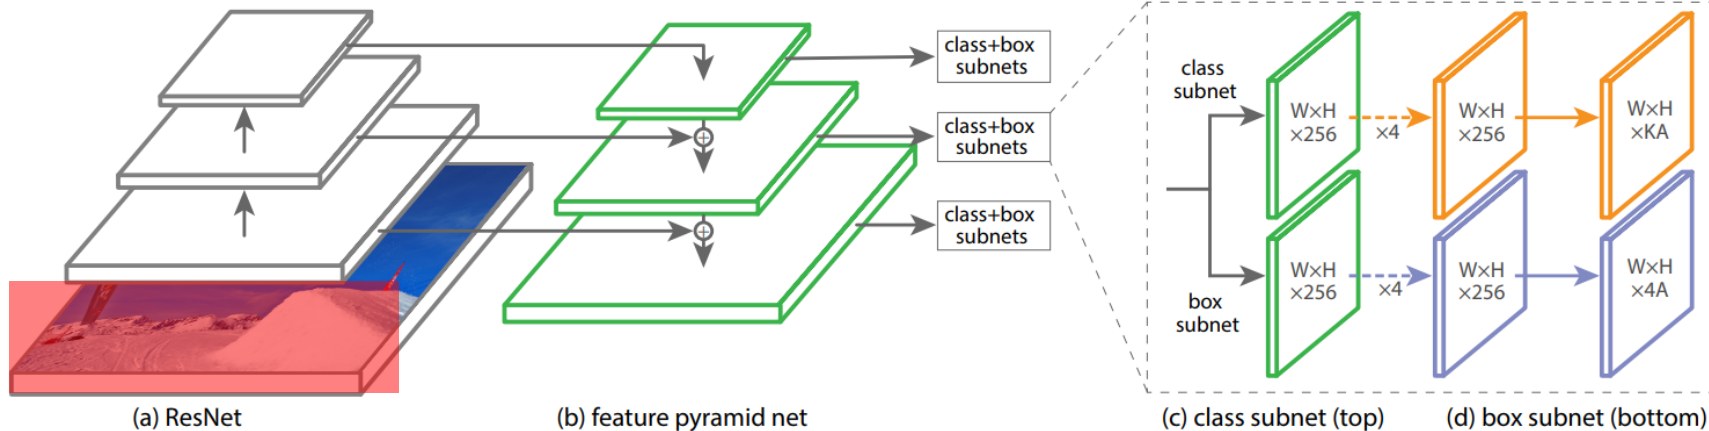 class+box
subnets
class+box
subnets
class+box
subnets
class
subnet
W×H
×256
×4
W×H
×256
W×H
×KA
box
subnet
W×H
×256
×4
W×H
×256
W×H
×4A
(a) ResNet
(b) feature pyramid net
(c) class subnet (top)
(d) box subnet (bottom)